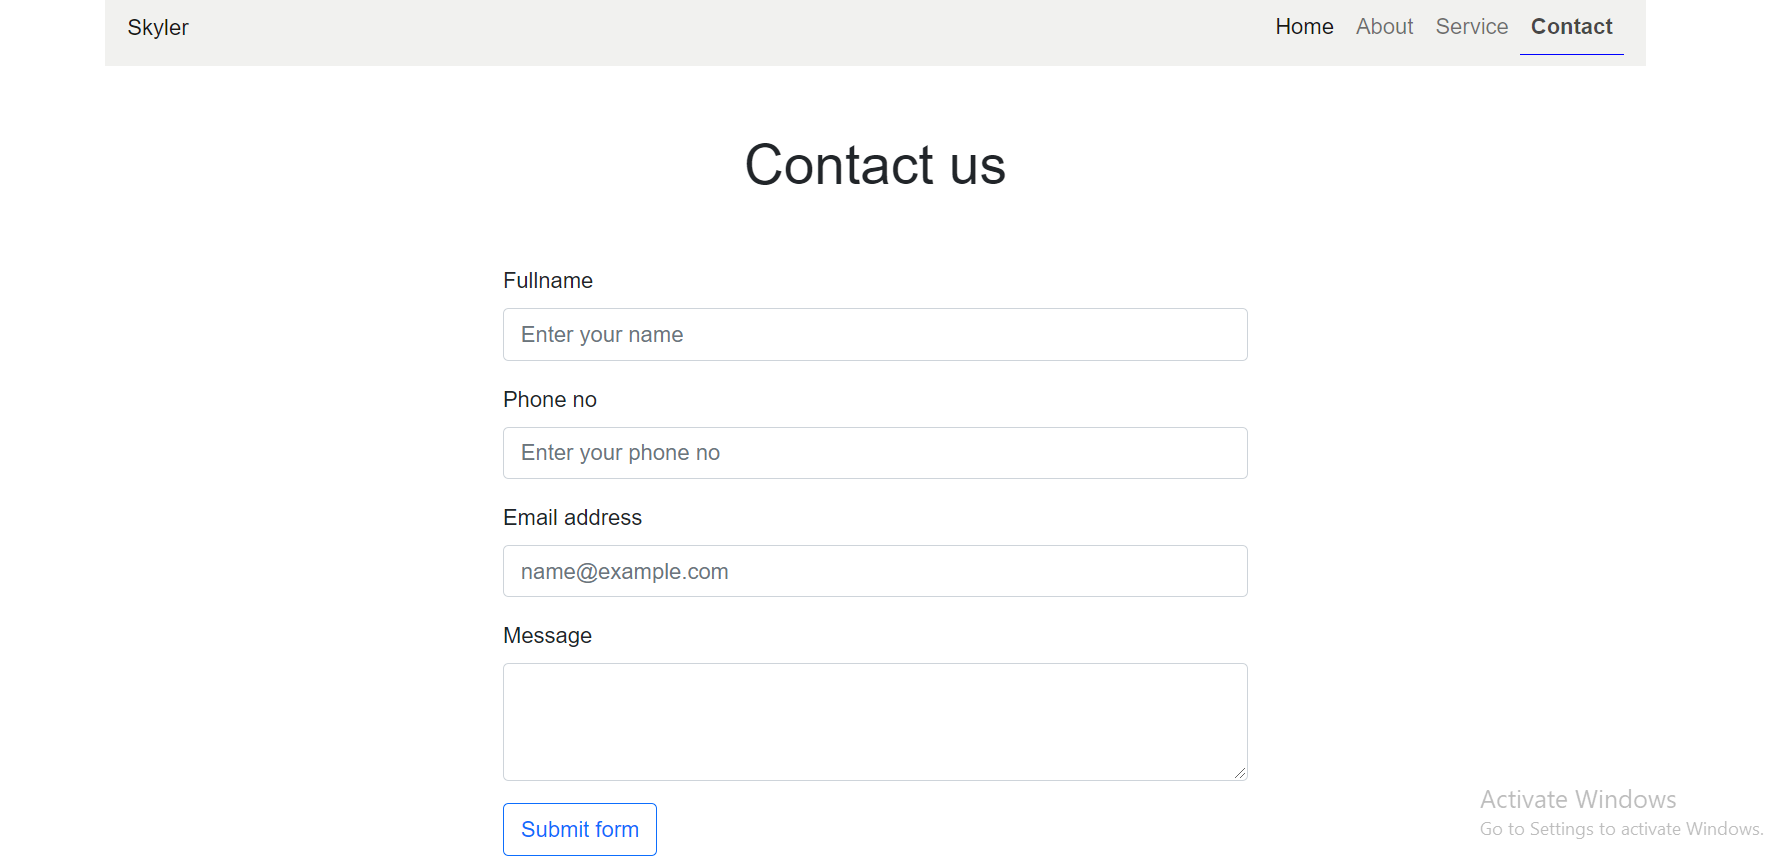 Skyler
Home About Service Contact
Contact us
Fullname
Enter your name
Phone no
Enter your phone no
Email address
name@example.com
Message
Submit form
Activate Windows
Go to Settings to activate Windows.